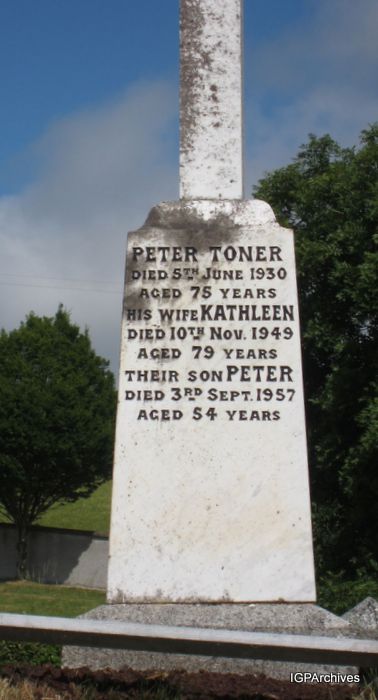 PETER TONER
DIED 5TH JUNE 1930
AGED 75 YEARS
HIS WIFE KATHLEEN
DIED 10TH NOV. 1949
AGED 79 YEARS
THEIR SON PETER
DIED 3RD SEPT. 1957
AGED 54 YEARS
IGPArchives